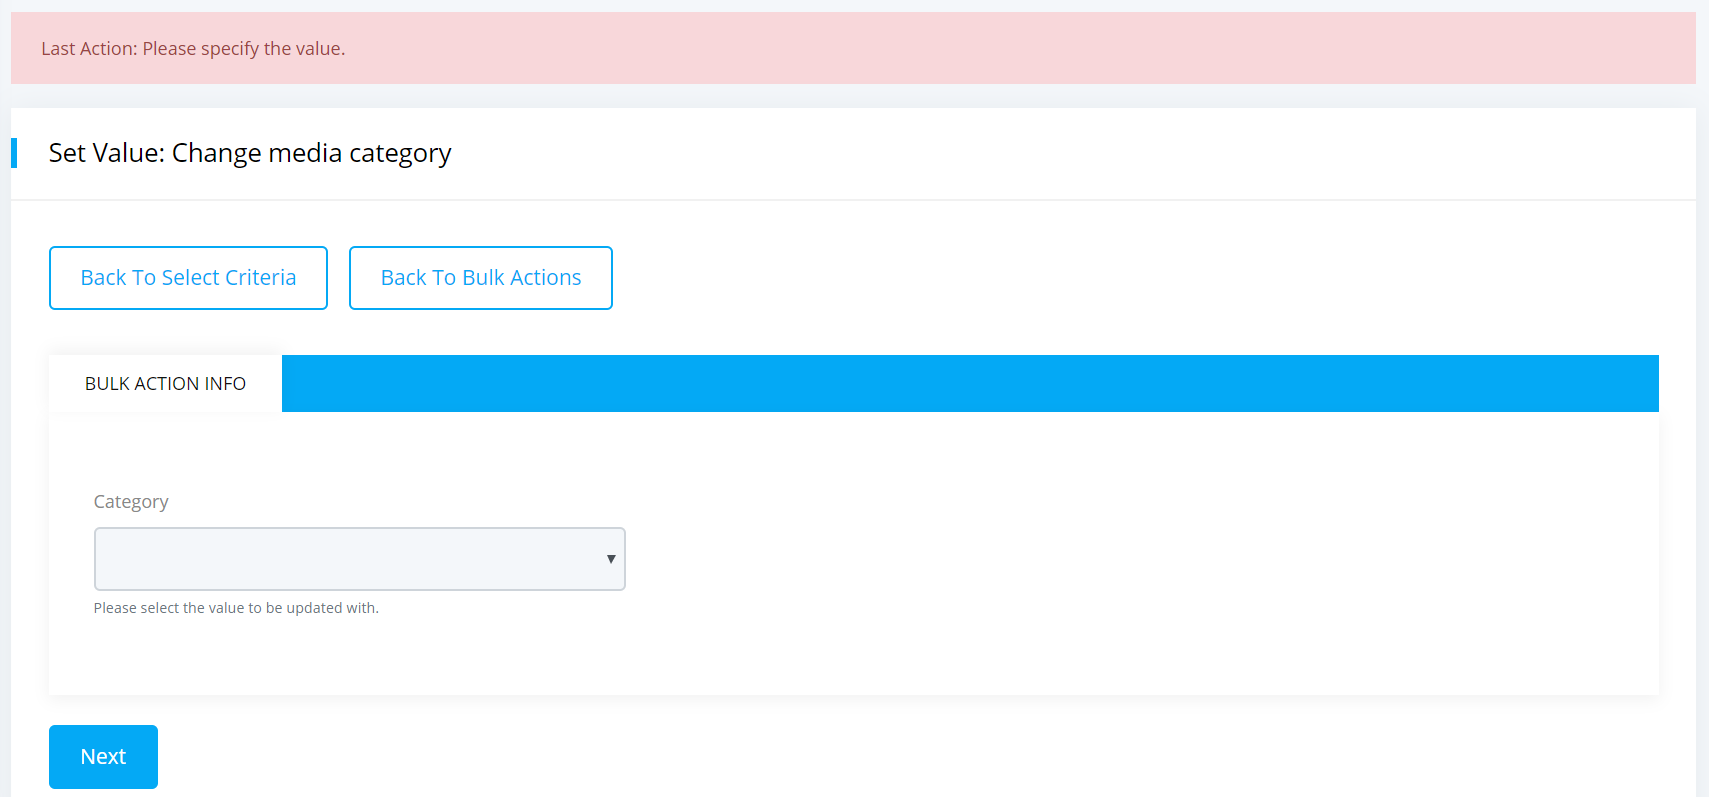 Last Action: Please specify the value.
Set Value: Change media category
Back To Select Criteria
Back To Bulk Actions
BULK ACTION INFO
Category
Please select the value to be updated with.
Next